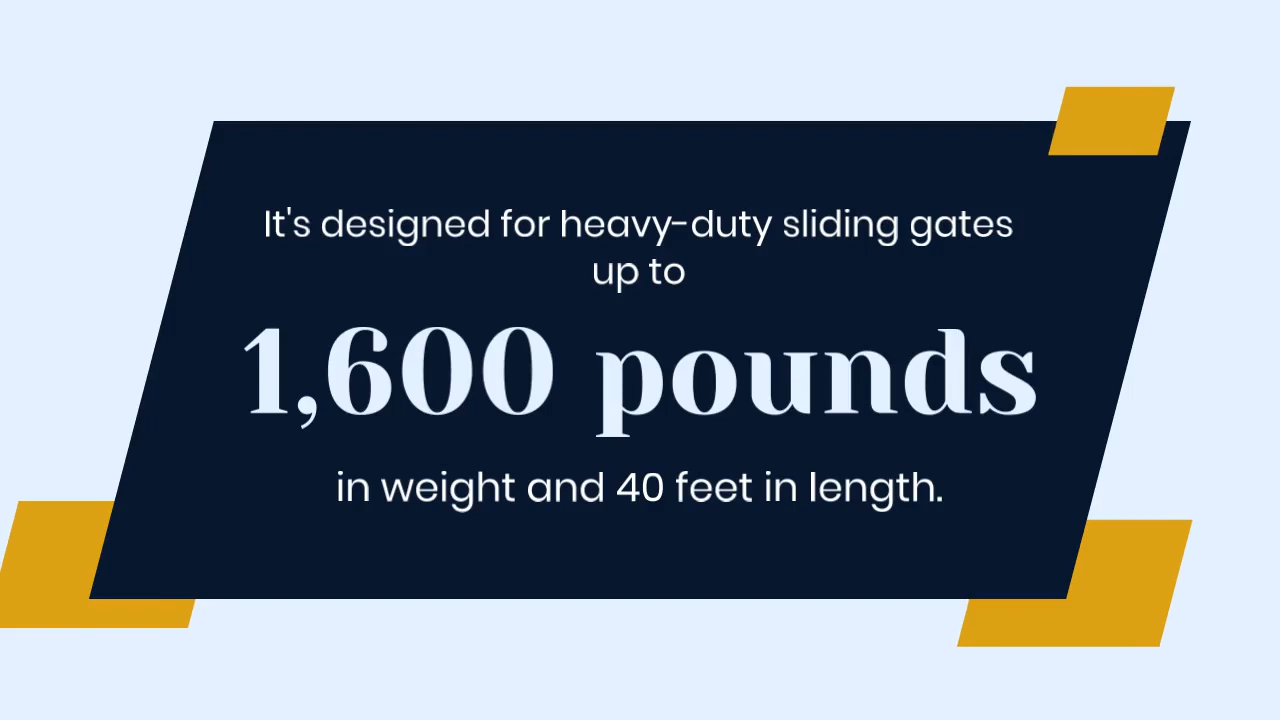 It's designed for heavy-duty sliding gates
up to
1,600 pounds
in weight and 40 feet in length.